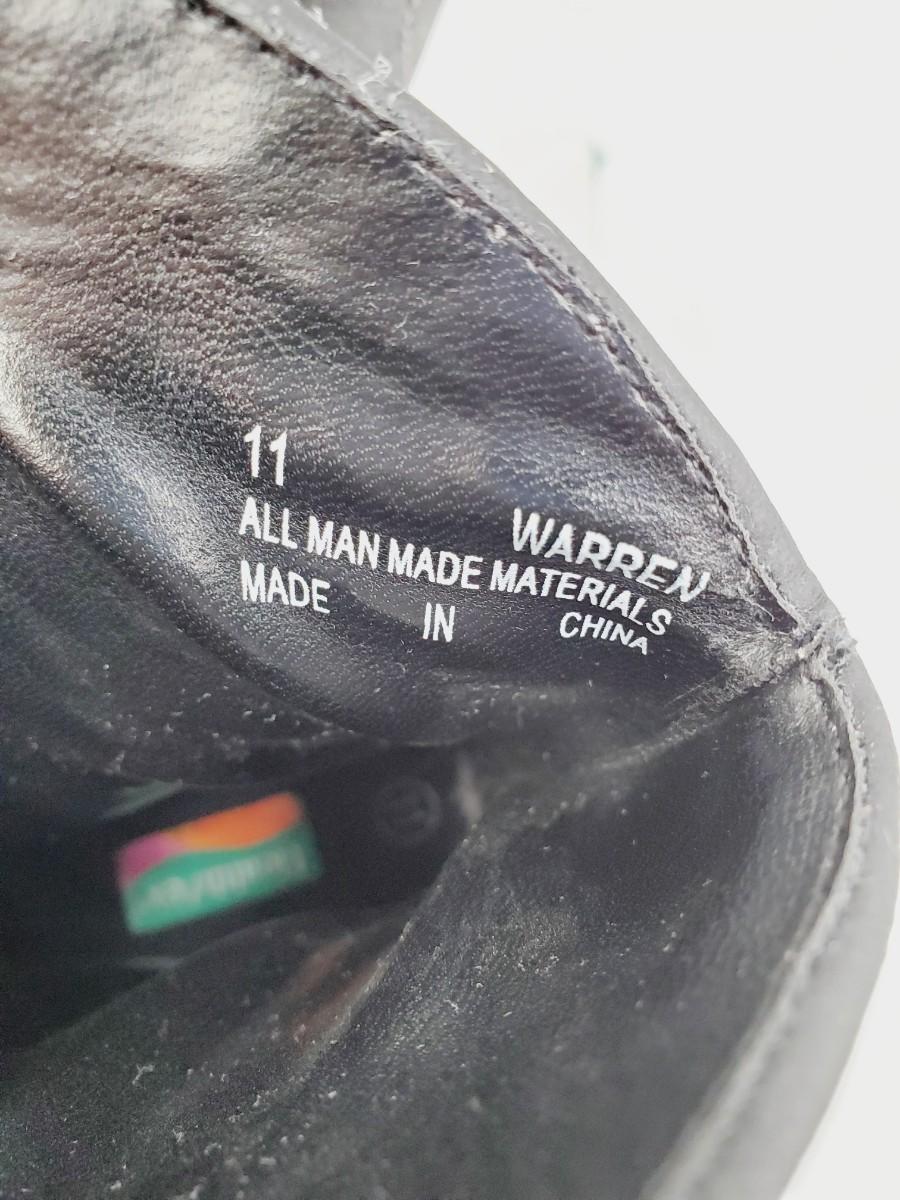 11 WARREN
ALL MAN MADE MATERIALS
MADE IN CHINA